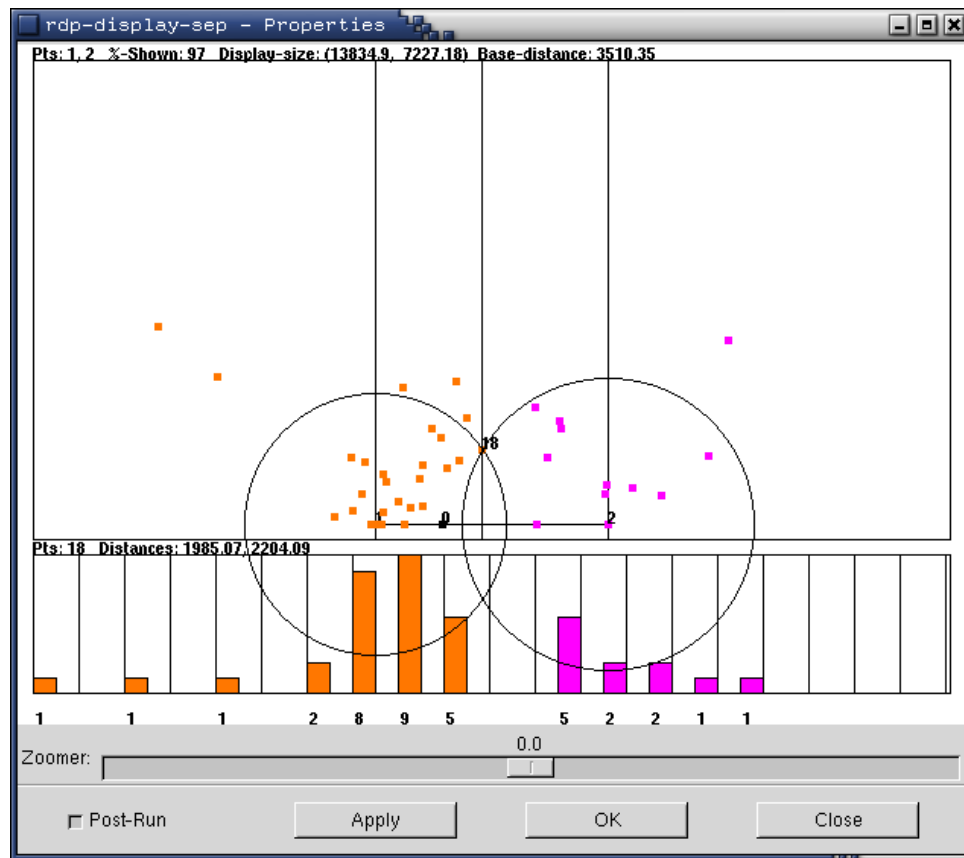 rdp-display-sep - Properties
Pts: 1, 2 %-Shown: 97 Display-size: (13834.9, 7227.18) Base-distance: 3510.35
18
1 0 2
Pts: 18 Distances: 1985.07, 2204.09
1 1 1 2 8 9 5 5 2 2 1 1
0.0
Zoomer:
Post-Run Apply OK Close